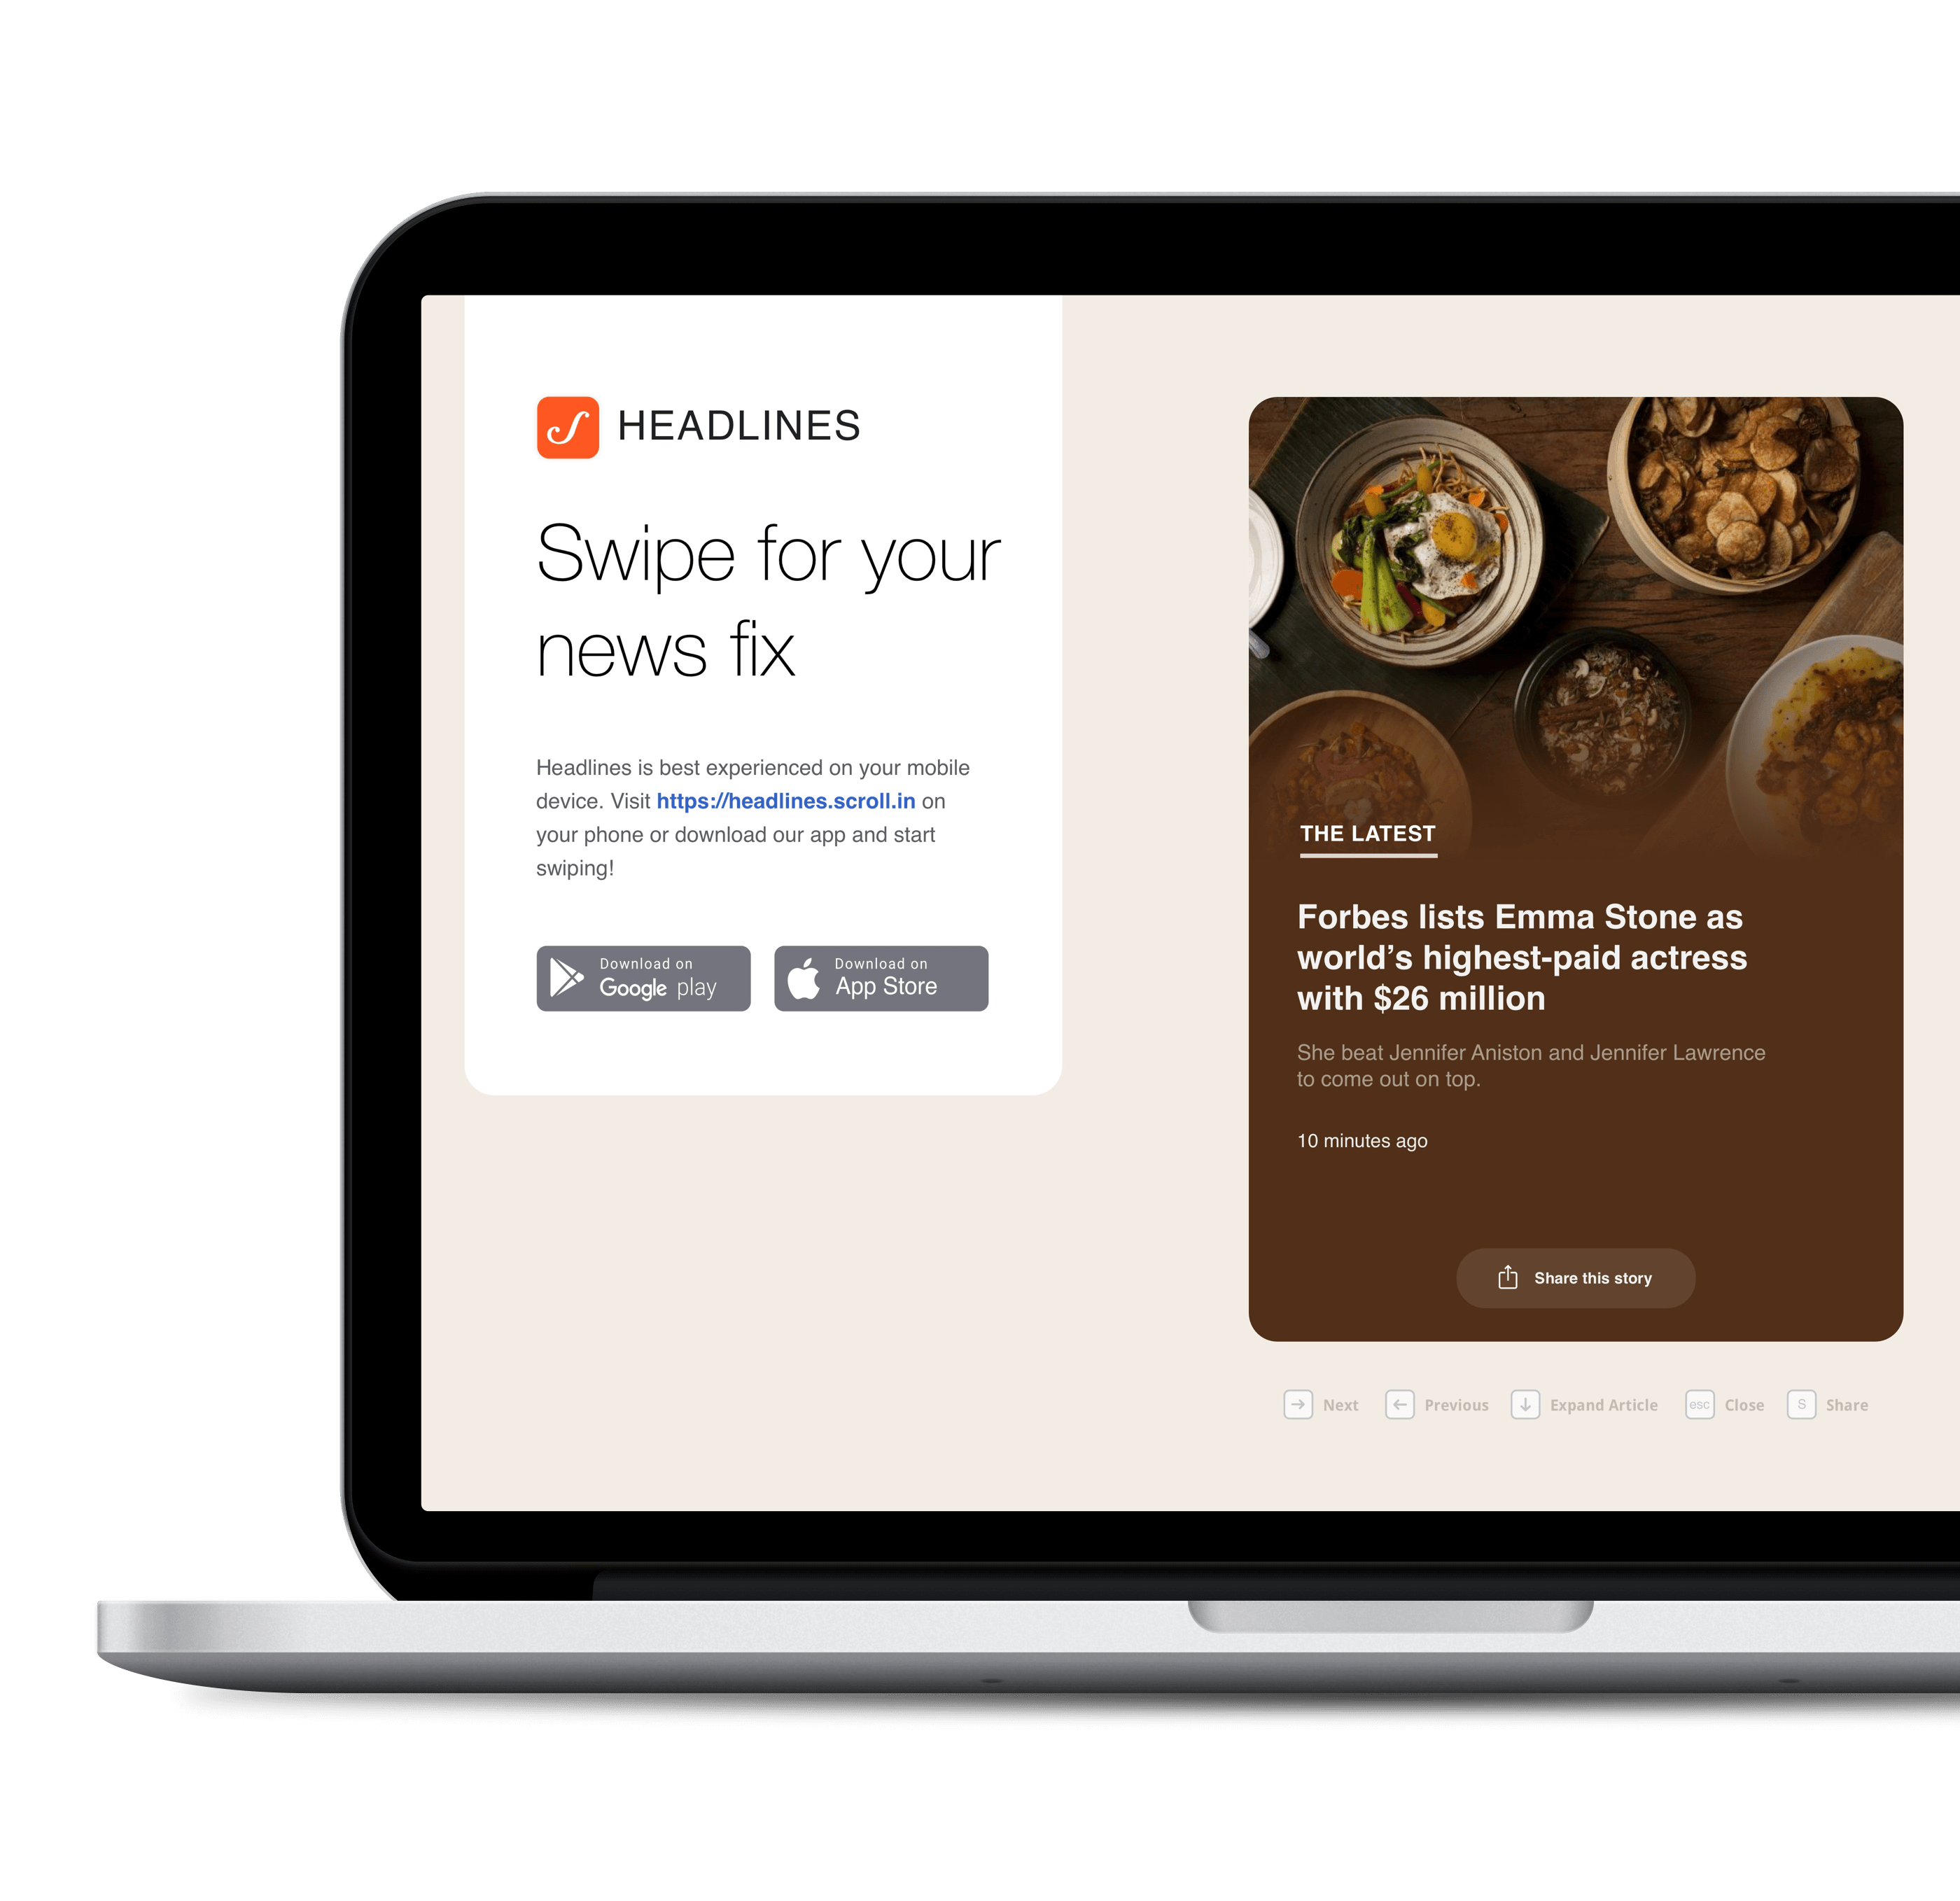 HEADLINES
Swipe for your
news fix
Headlines is best experienced on your mobile
device. Visit https://headlines.scroll.in on
your phone or download our app and start
swiping!
Download on
Google play
Download on
App Store
THE LATEST
Forbes lists Emma Stone as
world’s highest-paid actress
with $26 million
She beat Jennifer Aniston and Jennifer Lawrence
to come out on top.
10 minutes ago
Share this story
Next
Previous
Expand Article
esc Close
S Share